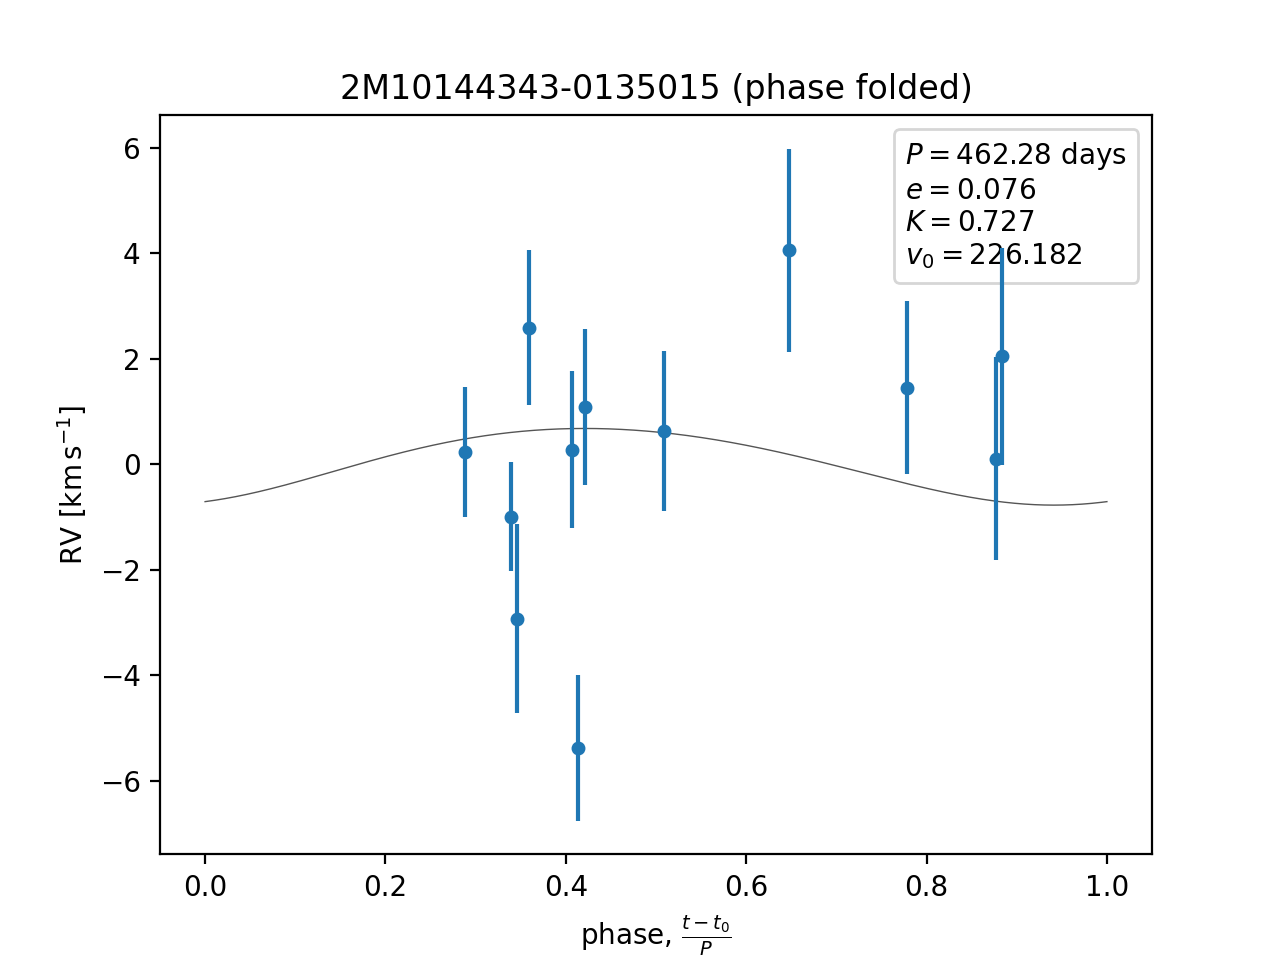 2M10144343-0135015 (phase folded)
P = 462.28 days
e = 0.076
K = 0.727
v₀ = 226.182
6
4
2
0
−2
−4
−6
RV [km s⁻¹]
0.0 0.2 0.4 0.6 0.8 1.0
phase, (t − t₀)/P